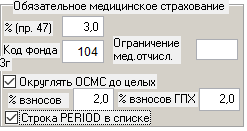 Обязательное медицинское страхование
% (пр. 47) 3,0
Код фонда 104 Ограничение
3г мед.отчисл.
Округлять ОСМС до целых
% взносов 2,0 % взносов ГПХ 2,0
Строка PERIOD в списке